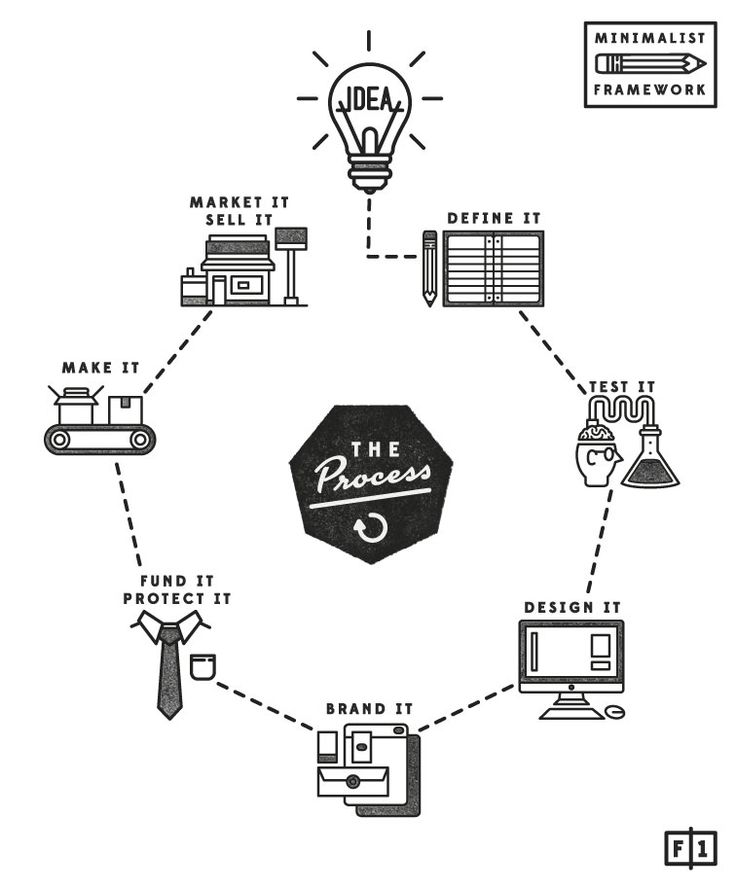 MINIMALIST
FRAMEWORK
IDEA
MARKET IT
SELL IT
DEFINE IT
MAKE IT
TEST IT
THE
Process
FUND IT
PROTECT IT
DESIGN IT
BRAND IT
F 1